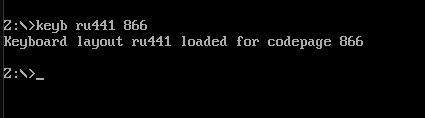 Z:\>keyb ru441 866
Keyboard layout ru441 loaded for codepage 866
Z:\>_